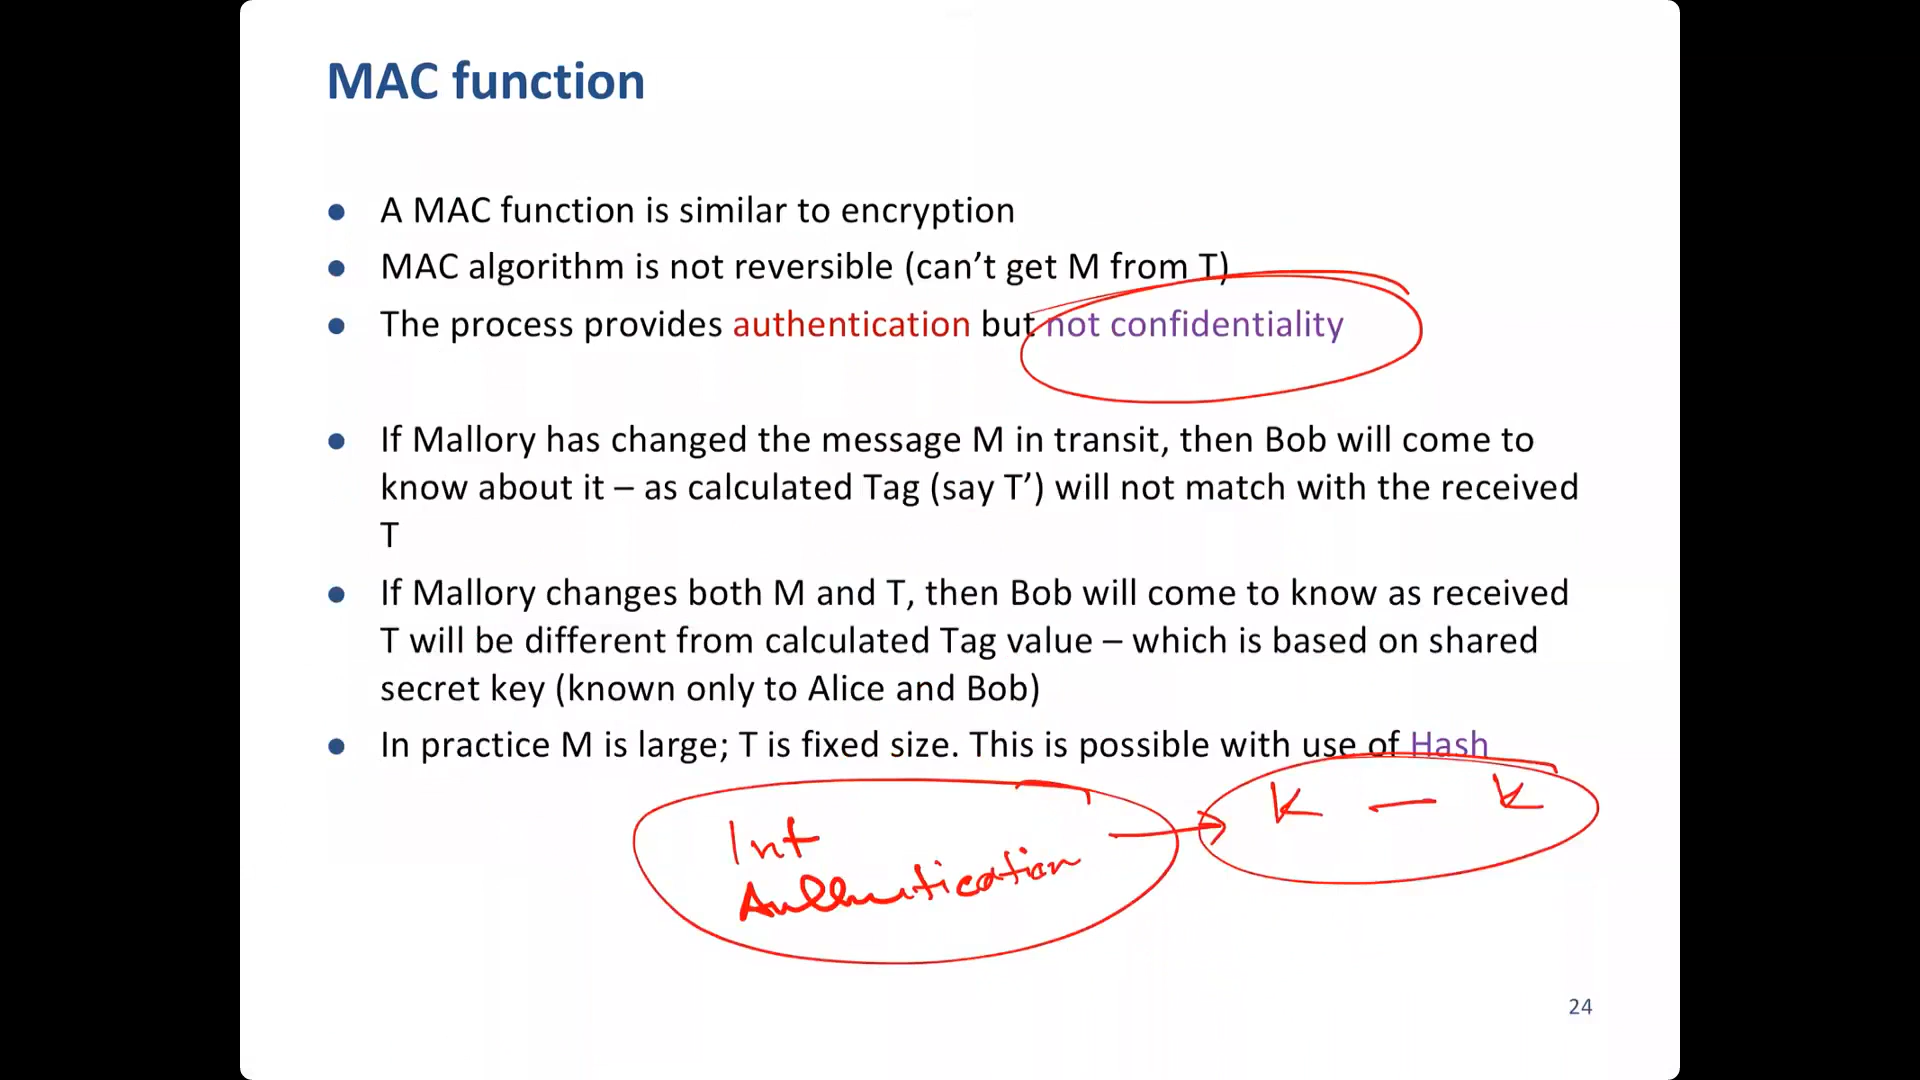 MAC function
● A MAC function is similar to encryption
● MAC algorithm is not reversible (can’t get M from T)
● The process provides authentication but not confidentiality
● If Mallory has changed the message M in transit, then Bob will come to
know about it – as calculated Tag (say T’) will not match with the received
T
● If Mallory changes both M and T, then Bob will come to know as received
T will be different from calculated Tag value – which is based on shared
secret key (known only to Alice and Bob)
● In practice M is large; T is fixed size. This is possible with use of Hash
k — k
Int
Authentication
24